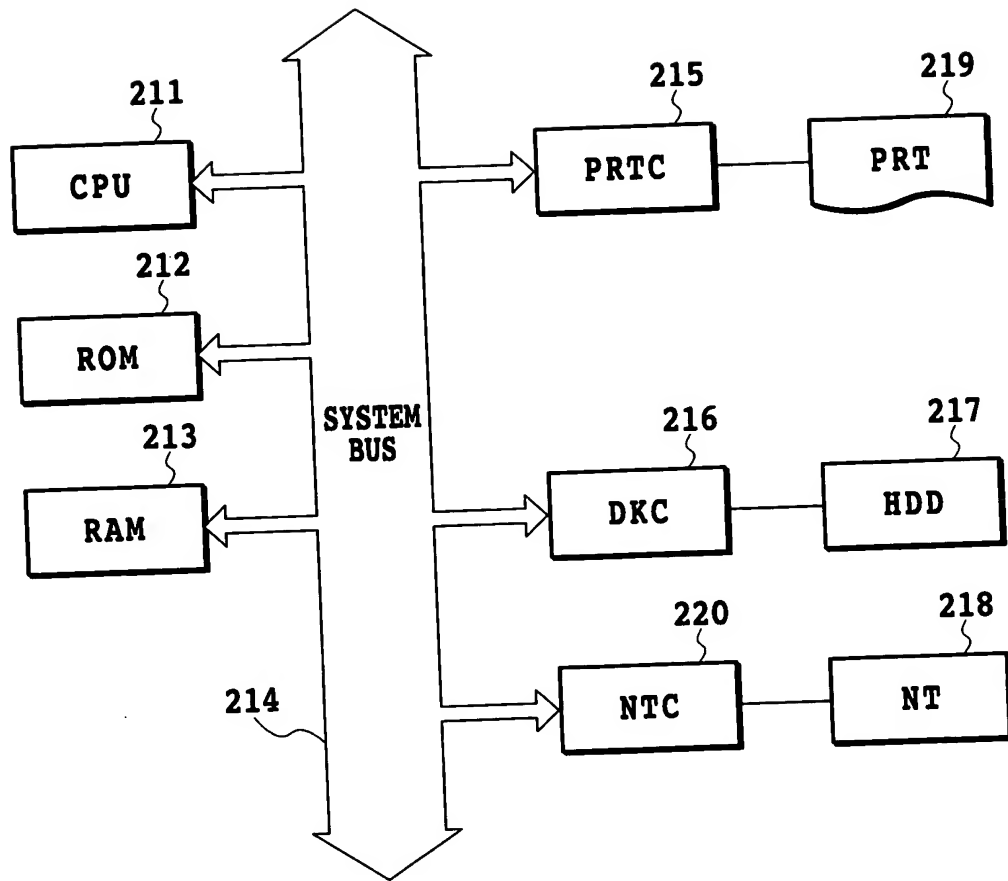 211
CPU
212
ROM
213
RAM
SYSTEM
BUS
214
215
PRTC
219
PRT
216
DKC
217
HDD
220
NTC
218
NT